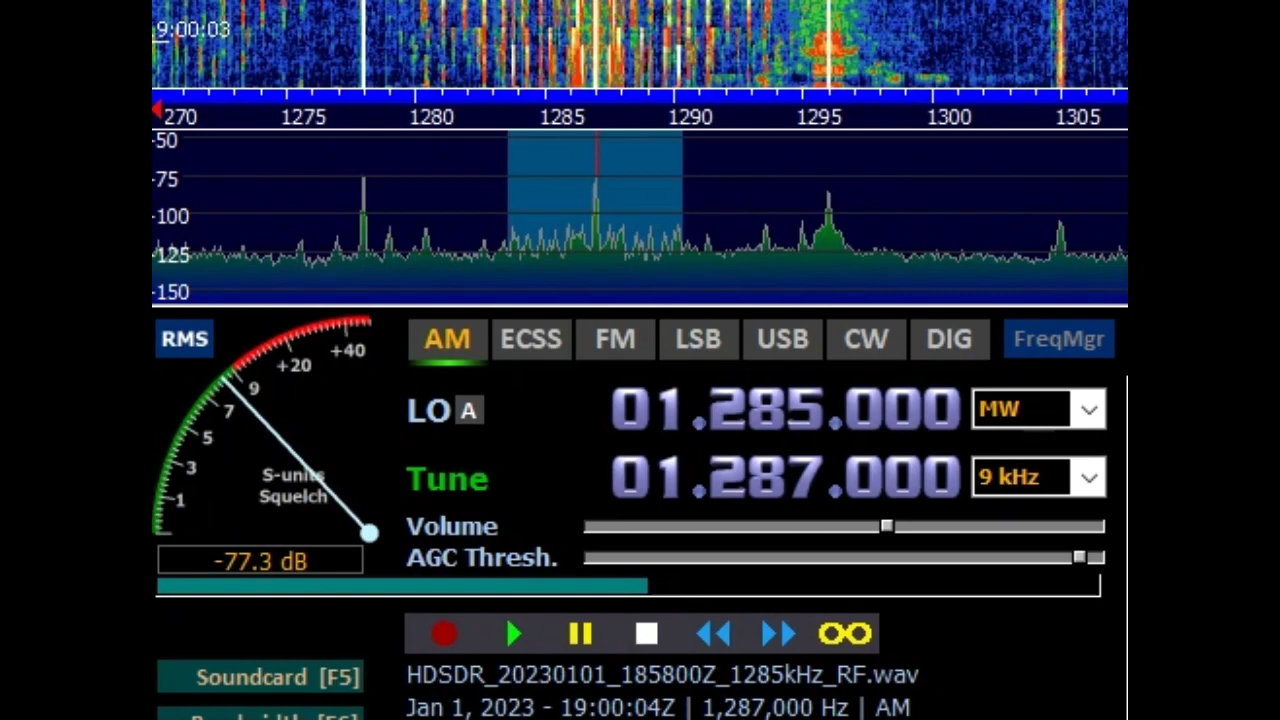 9:00:03
270 1275 1280 1285 1290 1295 1300 1305
-50
-75
-100
-125
-150
RMS
1 3 5 7 9 +20 +40
S-units
Squelch
-77.3 dB
AM ECSS FM LSB USB CW DIG FreqMgr
LO A 01.285.000 MW
Tune 01.287.000 9 kHz
Volume
AGC Thresh.
HDSDR_20230101_185800Z_1285kHz_RF.wav
Soundcard [F5]
Jan 1, 2023 - 19:00:04Z | 1,287,000 Hz | AM
Bandwidth [F6]